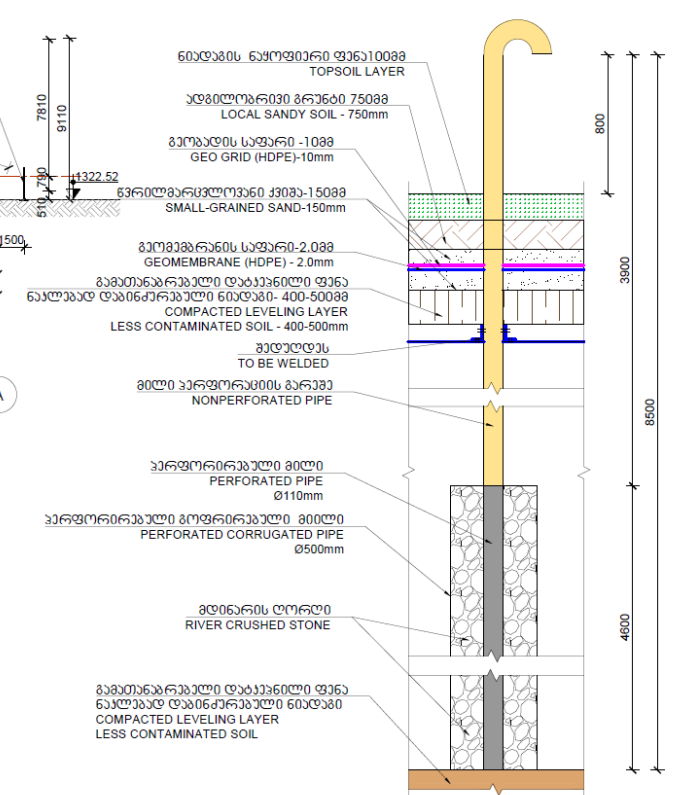 ნიადაგის ნაყოფიერი ფენა100მმ
TOPSOIL LAYER
ადგილობრივი გრუნტი 750მმ
LOCAL SANDY SOIL - 750mm
გეობადის საფარი -10მმ
GEO GRID (HDPE)-10mm
წვრილმარცვლოვანი ქვიშა-150მმ
SMALL-GRAINED SAND-150mm
გეომემბრანის საფარი-2.0მმ
GEOMEMBRANE (HDPE) - 2.0mm
გამათანაბრებელი დატკეპნილი ფენა
ნაკლებად დაბინძურებული ნიადაგი- 400-500მმ
COMPACTED LEVELING LAYER
LESS CONTAMINATED SOIL - 400-500mm
შედუღდეს
TO BE WELDED
მილი პერფორაციის გარეშე
NONPERFORATED PIPE
პერფორირებული მილი
PERFORATED PIPE
Ø110mm
პერფორირებული გოფრირებული მიილი
PERFORATED CORRUGATED PIPE
Ø500mm
მდინარის ღორღი
RIVER CRUSHED STONE
გამათანაბრებელი დატკეპნილი ფენა
ნაკლებად დაბინძურებული ნიადაგი
COMPACTED LEVELING LAYER
LESS CONTAMINATED SOIL
7810
9110
790
510
1322.52
1500
800
3900
8500
4600